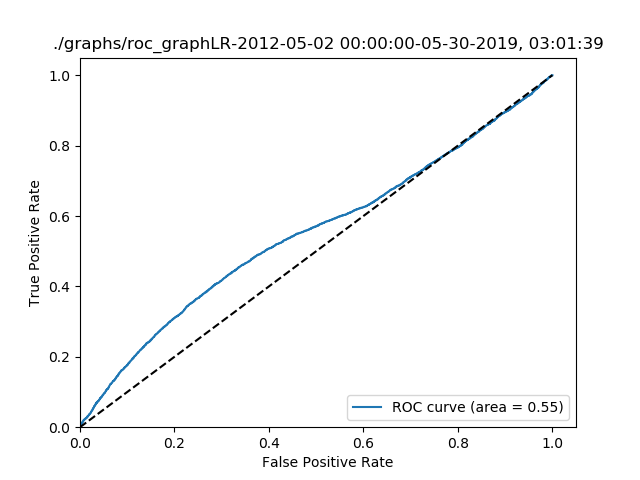 ./graphs/roc_graphLR-2012-05-02 00:00:00-05-30-2019, 03:01:39
1.0
0.8
0.6
0.4
0.2
0.0
True Positive Rate
ROC curve (area = 0.55)
0.0 0.2 0.4 0.6 0.8 1.0
False Positive Rate